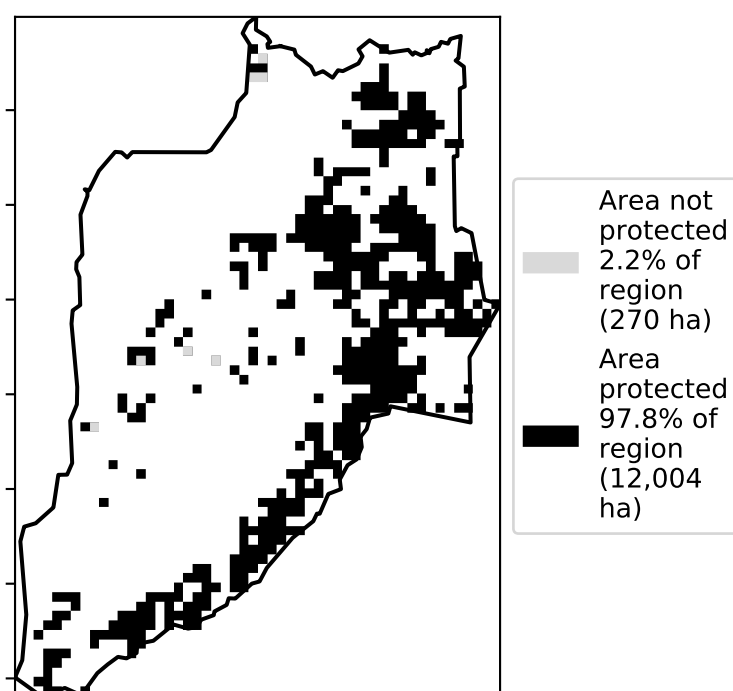 Area not
protected
2.2% of
region
(270 ha)
Area
protected
97.8% of
region
(12,004
ha)